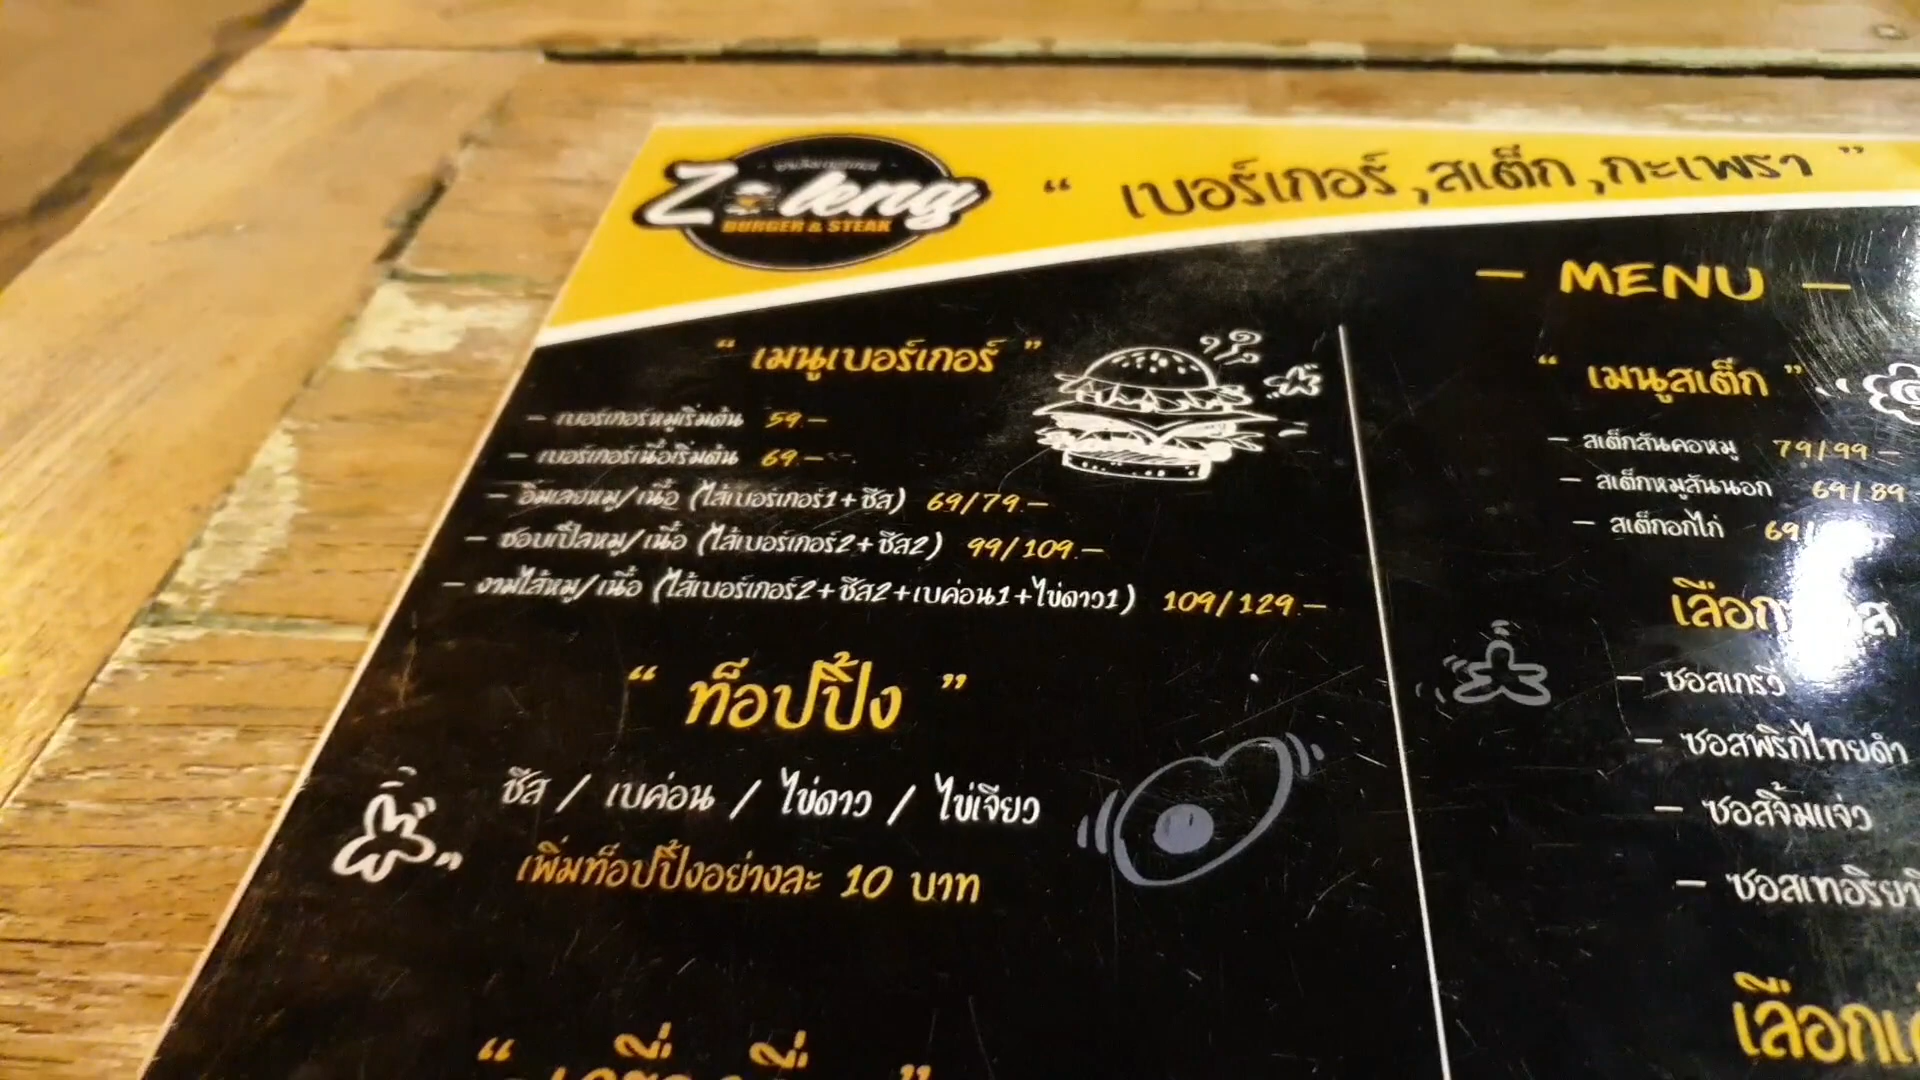 BURGER & STEAK
" เบอร์เกอร์ ,สเต็ก ,กะเพรา "
— MENU —
" เมนูเบอร์เกอร์ "
— เบอร์เกอร์หมูเริ่มต้น 59.—
— เบอร์เกอร์เนื้อเริ่มต้น 69.—
— อิ่มเลยหมู/เนื้อ (ไส้เบอร์เกอร์1+ชีส) 69/79.—
— ชอบเป็ลหมู/เนื้อ (ไส้เบอร์เกอร์2+ชีส2) 99/109.—
— งามไส้หมู/เนื้อ (ไส้เบอร์เกอร์2+ชีส2+เบค่อน1+ไข่ดาว1) 109/129.—
" ท็อปปิ้ง "
ชีส / เบค่อน / ไข่ดาว / ไข่เจียว
เพิ่มท็อปปิ้งอย่างละ 10 บาท
" เมนูสเต็ก "
— สเต็กสันคอหมู 79/99.—
— สเต็กหมูสันนอก 69/89
— สเต็กอกไก่
— ซอสเกรวี่
— ซอสพริกไทยดำ
— ซอสจิ้มแจ่ว